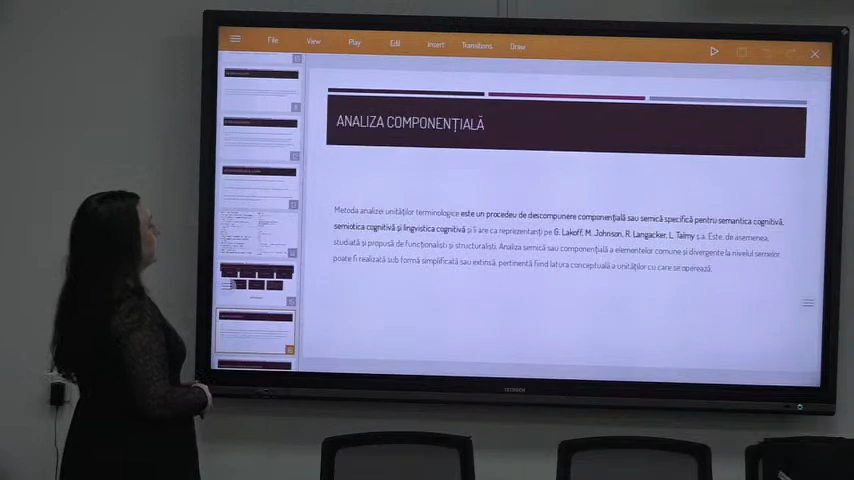 File View Play Edit Insert Transitions Draw
ANALIZA COMPONENȚIALĂ
Metoda analizei unităților terminologice este un procedeu de descompunere componențială sau semică specifică pentru semantica cognitivă,
semiotica cognitivă și lingvistica cognitivă și îi are ca reprezentanți pe G. Lakoff, M. Johnson, R. Langacker, L. Talmy ș.a. Este, de asemenea,
studiată și propusă de funcționaliști și structuraliști. Analiza semică sau componențială a elementelor comune și divergente la nivelul semelor
poate fi realizată sub formă simplificată sau extinsă, pertinentă fiind latura conceptuală a unităților cu care se operează.